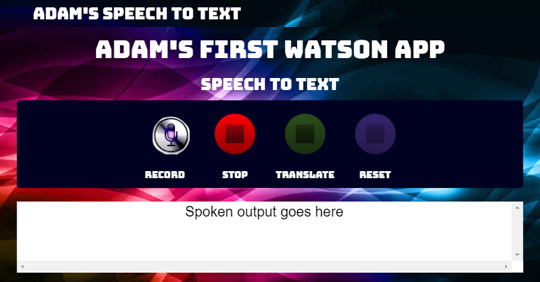 ADAM'S SPEECH TO TEXT
ADAM'S FIRST WATSON APP
SPEECH TO TEXT
RECORD STOP TRANSLATE RESET
Spoken output goes here